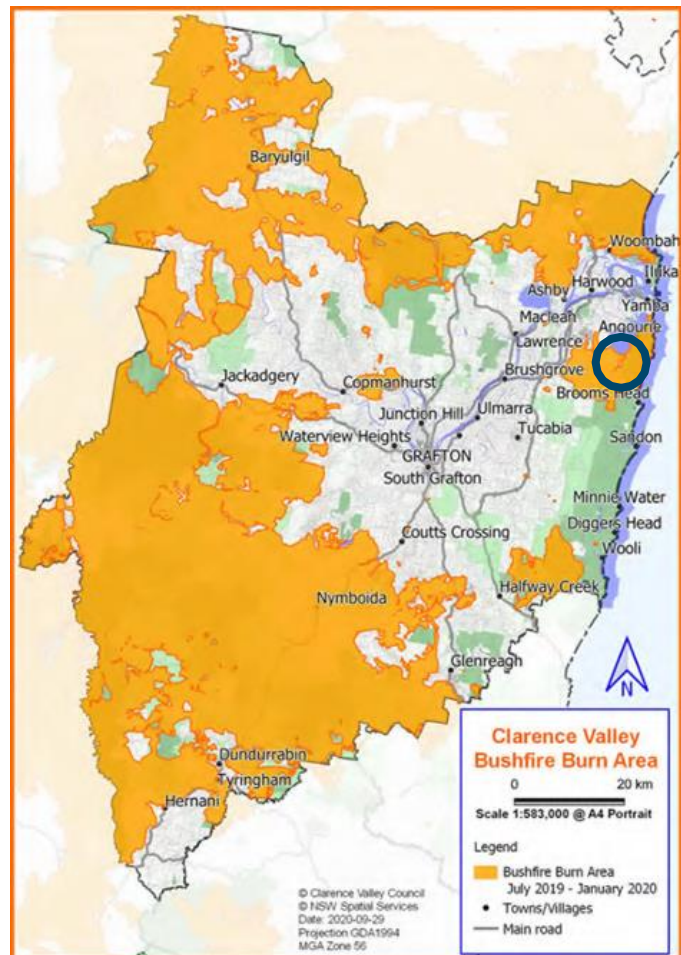 Baryulgil
Woombah
Iluka
Ashby
Harwood
Yamba
Maclean
Angourie
Lawrence
Jackadgery
Copmanhurst
Brushgrove
Brooms Head
Junction Hill
Ulmarra
Waterview Heights
Tucabia
GRAFTON
Sandon
South Grafton
Minnie Water
Coutts Crossing
Diggers Head
Wooli
Nymboida
Halfway Creek
Glenreagh
N
Dundurrabin
Tyringham
Hernani
Clarence Valley
Bushfire Burn Area
0 20 km
Scale 1:583,000 @ A4 Portrait
Legend
Bushfire Burn Area
July 2019 - January 2020
Towns/Villages
Main road
© Clarence Valley Council
© NSW Spatial Services
Date: 2020-09-29
Projection GDA1994
MGA Zone 56